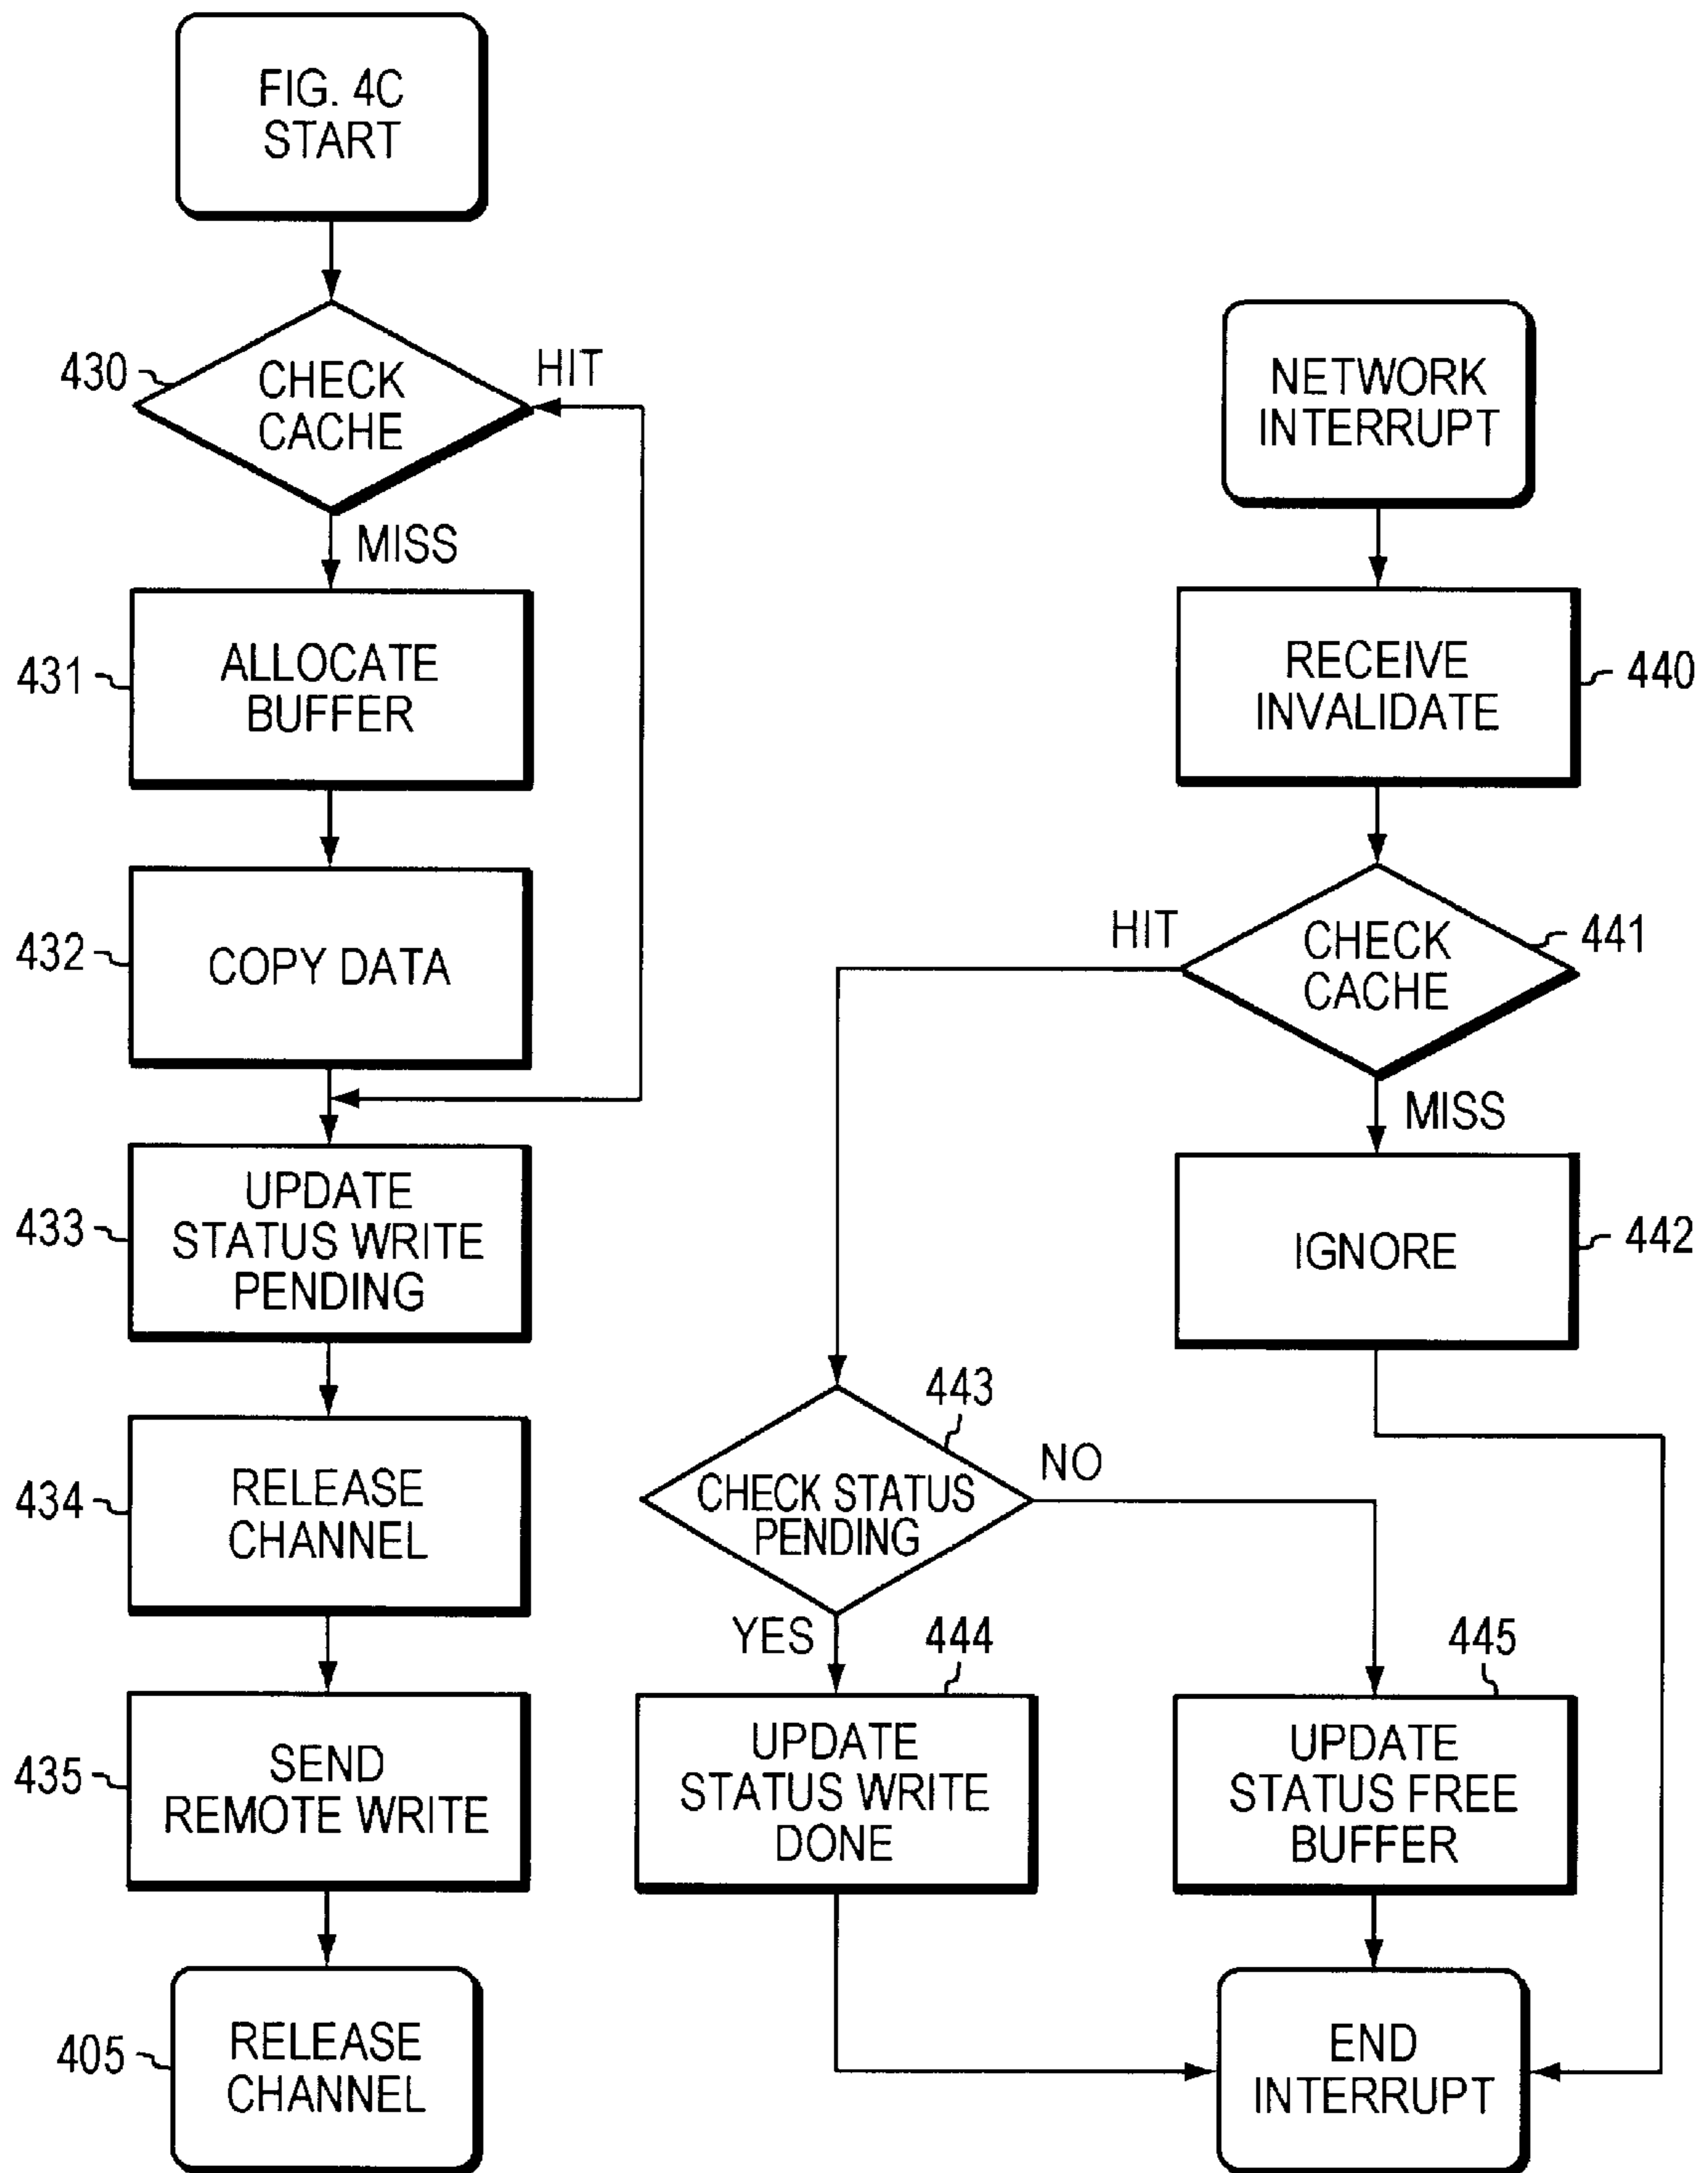 FIG. 4C
START
430
CHECK
CACHE
HIT
MISS
431
ALLOCATE
BUFFER
432
COPY DATA
433
UPDATE
STATUS WRITE
PENDING
434
RELEASE
CHANNEL
435
SEND
REMOTE WRITE
405
RELEASE
CHANNEL
NETWORK
INTERRUPT
RECEIVE
INVALIDATE
440
HIT
CHECK
CACHE
441
MISS
IGNORE
442
443
CHECK STATUS
PENDING
NO
YES
444
UPDATE
STATUS WRITE
DONE
445
UPDATE
STATUS FREE
BUFFER
END
INTERRUPT